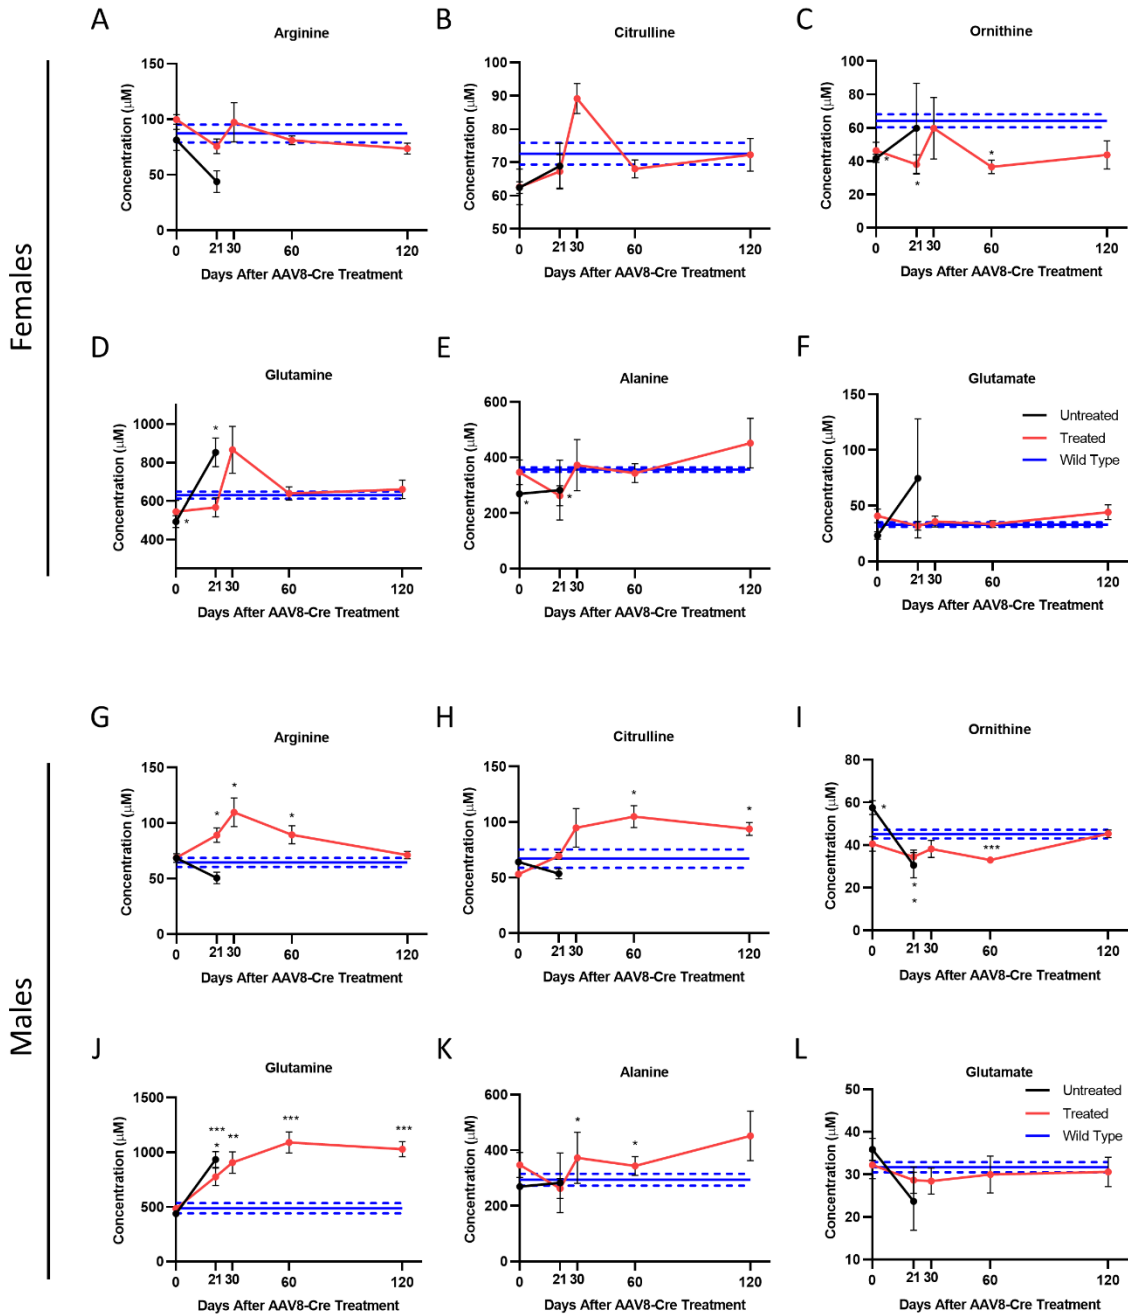 Females
A
Arginine
Concentration (μM)
150
100
50
0
0 21 30 60 120
Days After AAV8-Cre Treatment
B
Citrulline
Concentration (μM)
100
90
80
70
60
50
0 21 30 60 120
Days After AAV8-Cre Treatment
C
Ornithine
Concentration (μM)
100
80
60
40
20
0
* * *
0 21 30 60 120
Days After AAV8-Cre Treatment
D
Glutamine
Concentration (μM)
1000
800
600
400
* *
0 21 30 60 120
Days After AAV8-Cre Treatment
E
Alanine
Concentration (μM)
600
400
200
0
* *
0 21 30 60 120
Days After AAV8-Cre Treatment
F
Glutamate
Concentration (μM)
150
100
50
0
Untreated
Treated
Wild Type
0 21 30 60 120
Days After AAV8-Cre Treatment
Males
G
Arginine
Concentration (μM)
150
100
50
0
* * *
0 21 30 60 120
Days After AAV8-Cre Treatment
H
Citrulline
Concentration (μM)
150
100
50
0
* *
0 21 30 60 120
Days After AAV8-Cre Treatment
I
Ornithine
Concentration (μM)
80
60
40
20
0
*
***
*
*
0 21 30 60 120
Days After AAV8-Cre Treatment
J
Glutamine
Concentration (μM)
1500
1000
500
0
*** ** *** ***
*
0 21 30 60 120
Days After AAV8-Cre Treatment
K
Alanine
Concentration (μM)
600
400
200
0
* *
0 21 30 60 120
Days After AAV8-Cre Treatment
L
Glutamate
Concentration (μM)
50
40
30
20
10
Untreated
Treated
Wild Type
0 21 30 60 120
Days After AAV8-Cre Treatment